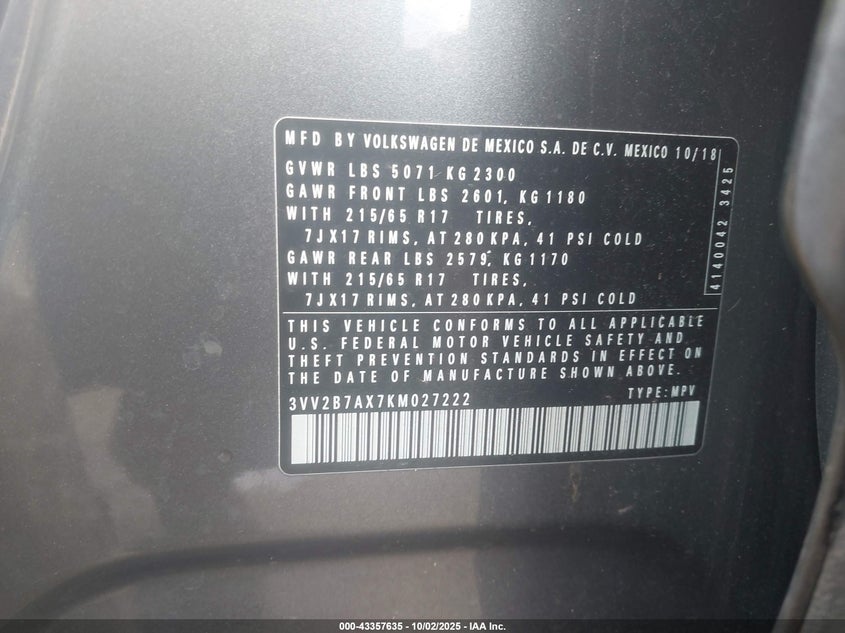 MFD BY VOLKSWAGEN DE MEXICO S.A. DE C.V. MEXICO 10/18
GVWR LBS 5071 KG 2300
GAWR FRONT LBS 2601, KG 1180
WITH 215/65 R17 TIRES,
7JX17 RIMS, AT 280 KPA, 41 PSI COLD
GAWR REAR LBS 2579, KG 1170
WITH 215/65 R17 TIRES,
7JX17 RIMS, AT 280 KPA, 41 PSI COLD
4140042 3425
THIS VEHICLE CONFORMS TO ALL APPLICABLE
U.S. FEDERAL MOTOR VEHICLE SAFETY AND
THEFT PREVENTION STANDARDS IN EFFECT ON
THE DATE OF MANUFACTURE SHOWN ABOVE.
3VV2B7AX7KM027222 TYPE: MPV
000-43357635 - 10/02/2025 - IAA Inc.